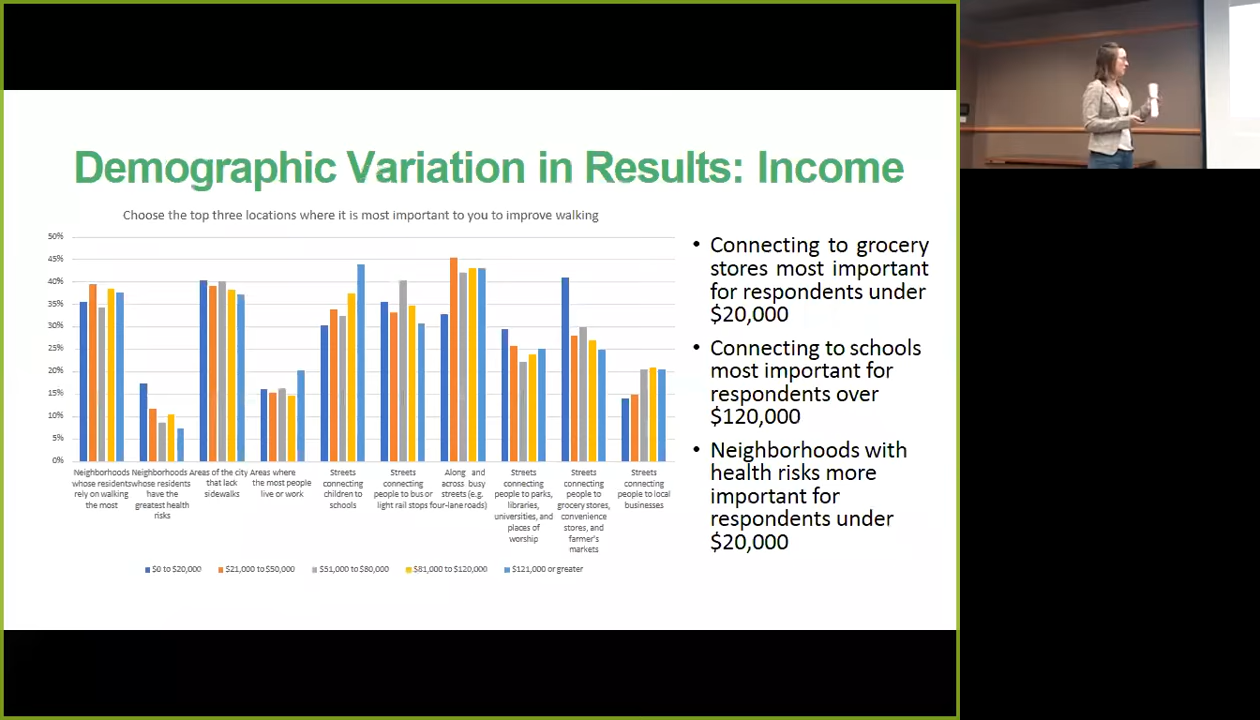 Demographic Variation in Results: Income
Choose the top three locations where it is most important to you to improve walking
50%
45%
40%
35%
30%
25%
20%
15%
10%
5%
0%
Neighborhoods
whose residents
rely on walking
the most
Neighborhoods
whose residents
have the
greatest health
risks
Areas of the city
that lack
sidewalks
Areas where
the most people
live or work
Streets
connecting
children to
schools
Streets
connecting
people to bus or
light rail stops
Along and
across busy
streets (e.g.
four-lane roads)
Streets
connecting
people to parks,
libraries,
universities, and
places of
worship
Streets
connecting
people to
grocery stores,
convenience
stores, and
farmer's
markets
Streets
connecting
people to local
businesses
$0 to $20,000
$21,000 to $50,000
$51,000 to $80,000
$81,000 to $120,000
$121,000 or greater
• Connecting to grocery
stores most important
for respondents under
$20,000
• Connecting to schools
most important for
respondents over
$120,000
• Neighborhoods with
health risks more
important for
respondents under
$20,000